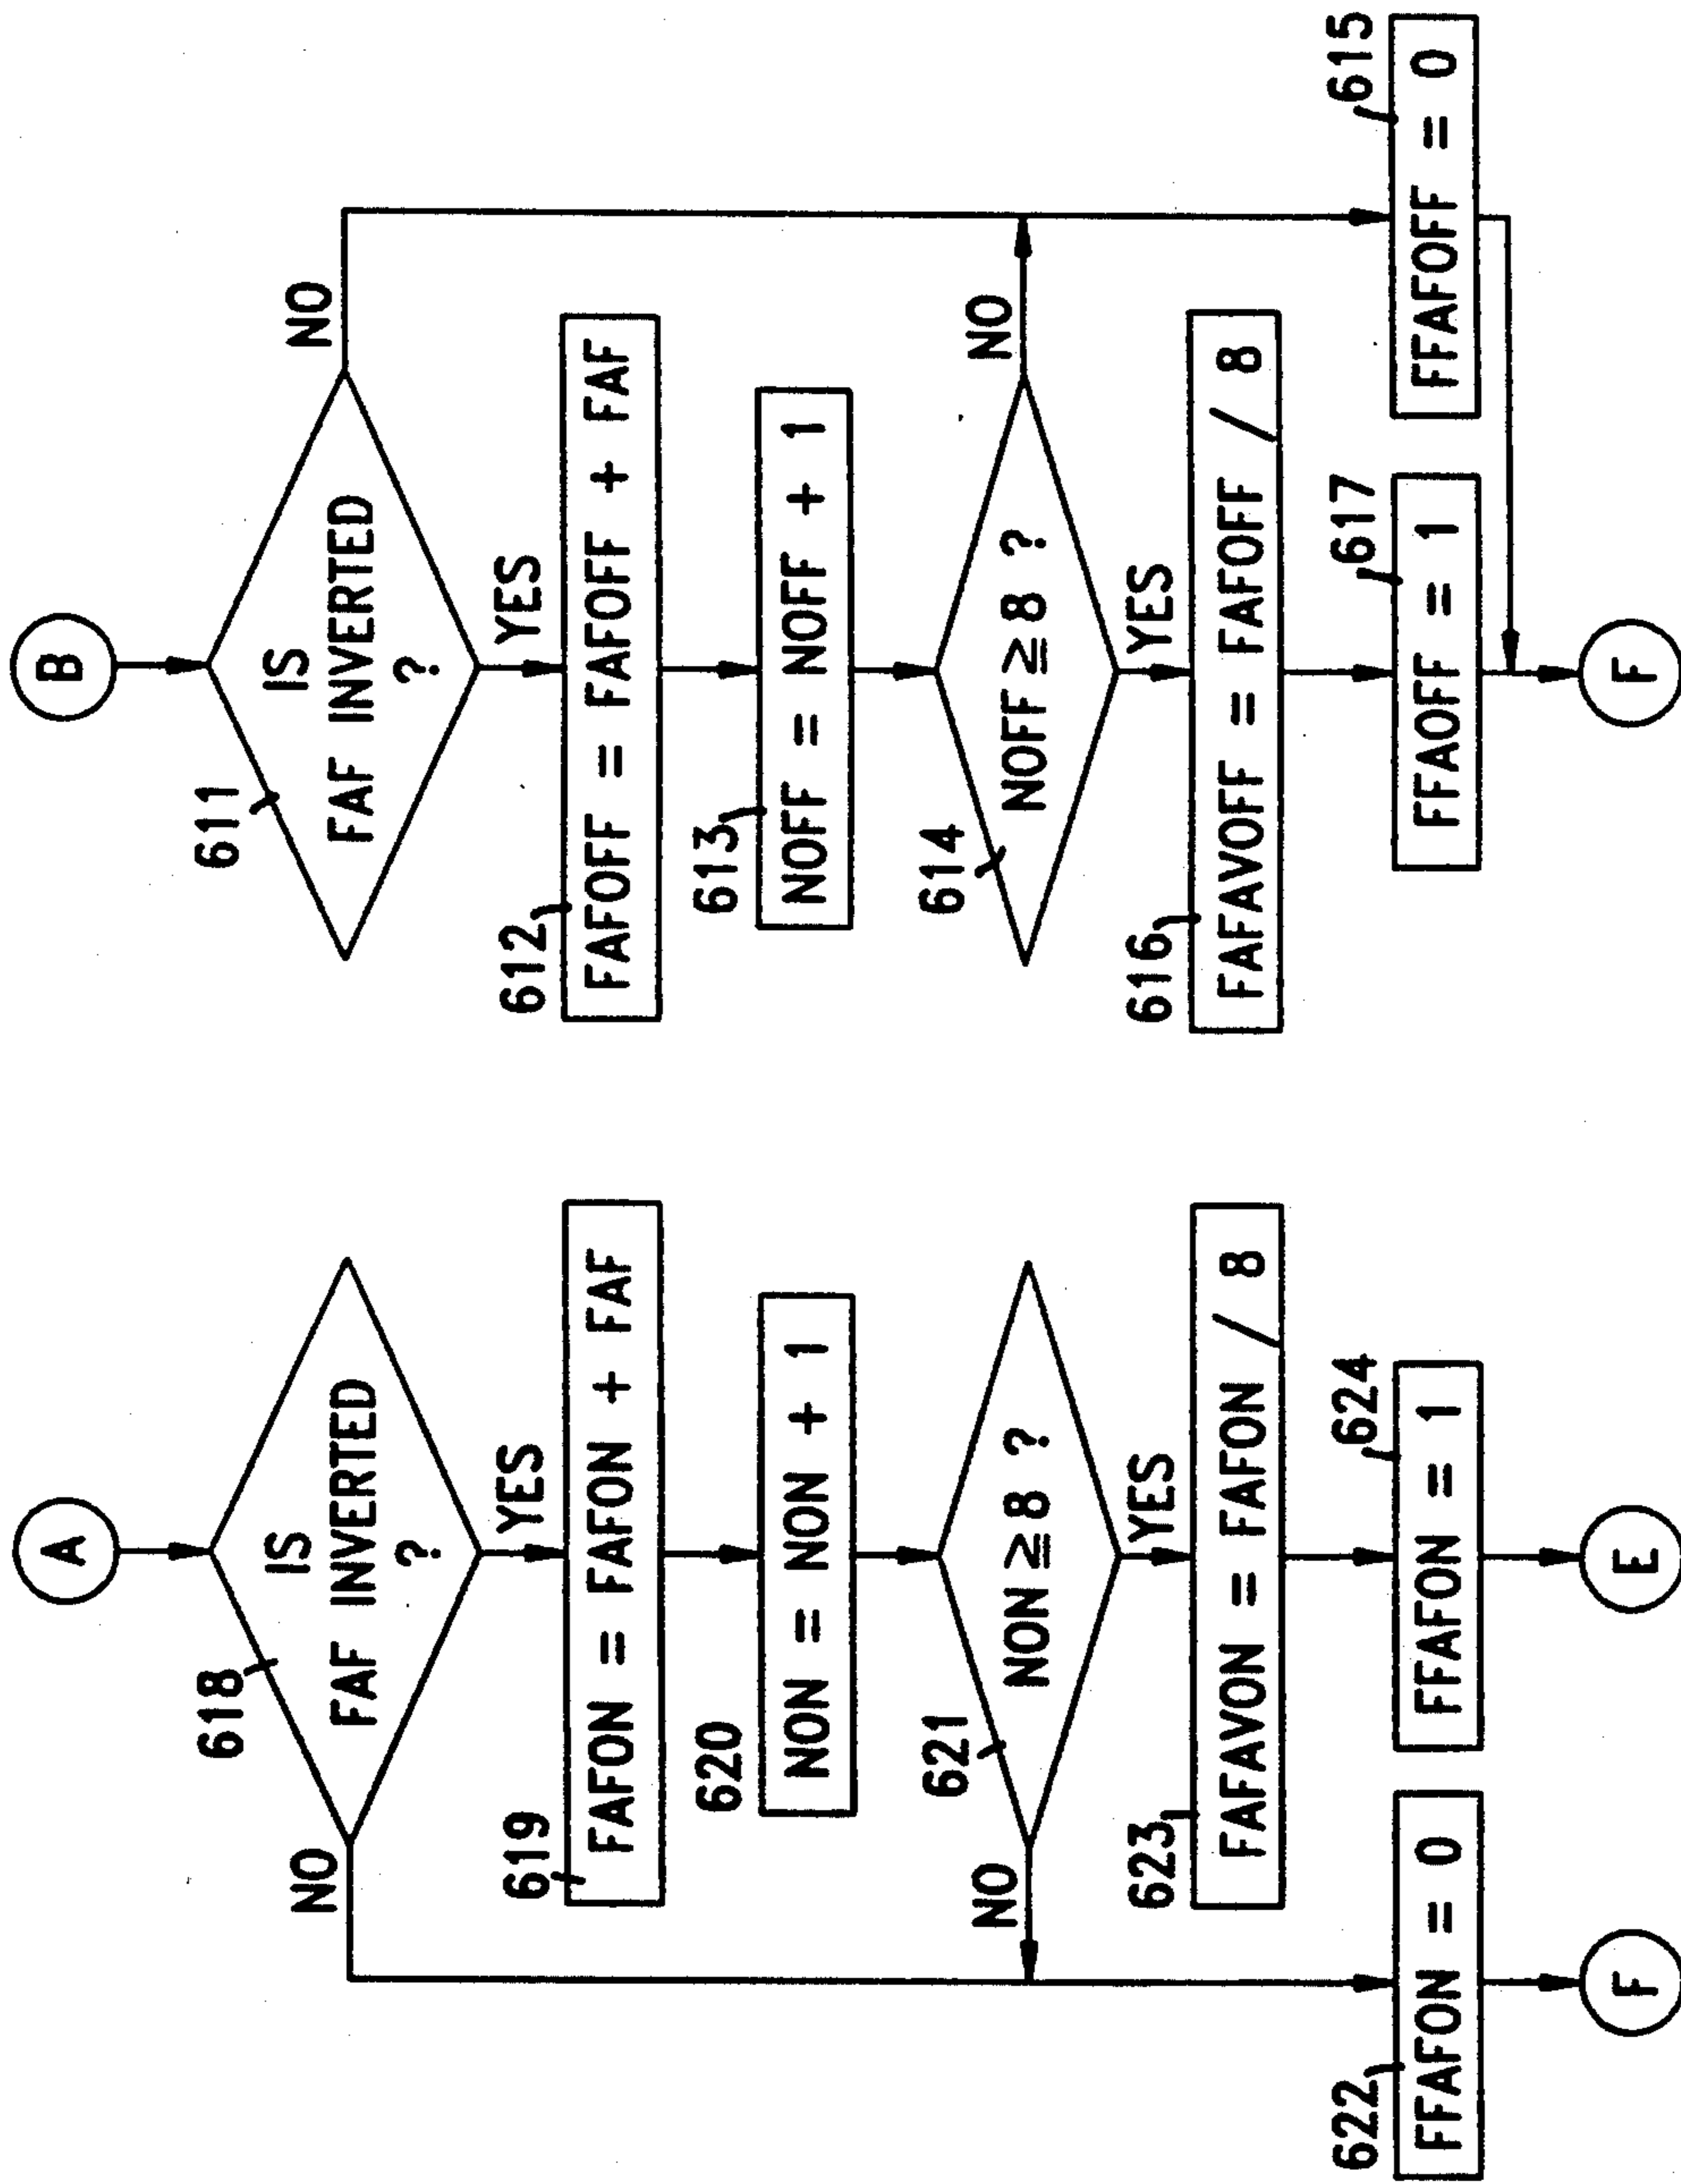 A
618
IS
FAF INVERTED
?
NO
YES
619
FAFON = FAFON + FAF
620
NON = NON + 1
621
NON ≧ 8 ?
NO
YES
623
FAFAVON = FAFON / 8
622
FFAFON = 0
624
FFAFON = 1
F
E
B
611
IS
FAF INVERTED
?
NO
YES
612
FAFOFF = FAFOFF + FAF
613
NOFF = NOFF + 1
614
NOFF ≧ 8 ?
NO
YES
616
FAFAVOFF = FAFOFF / 8
617
FFAOFF = 1
615
FFAFOFF = 0
F